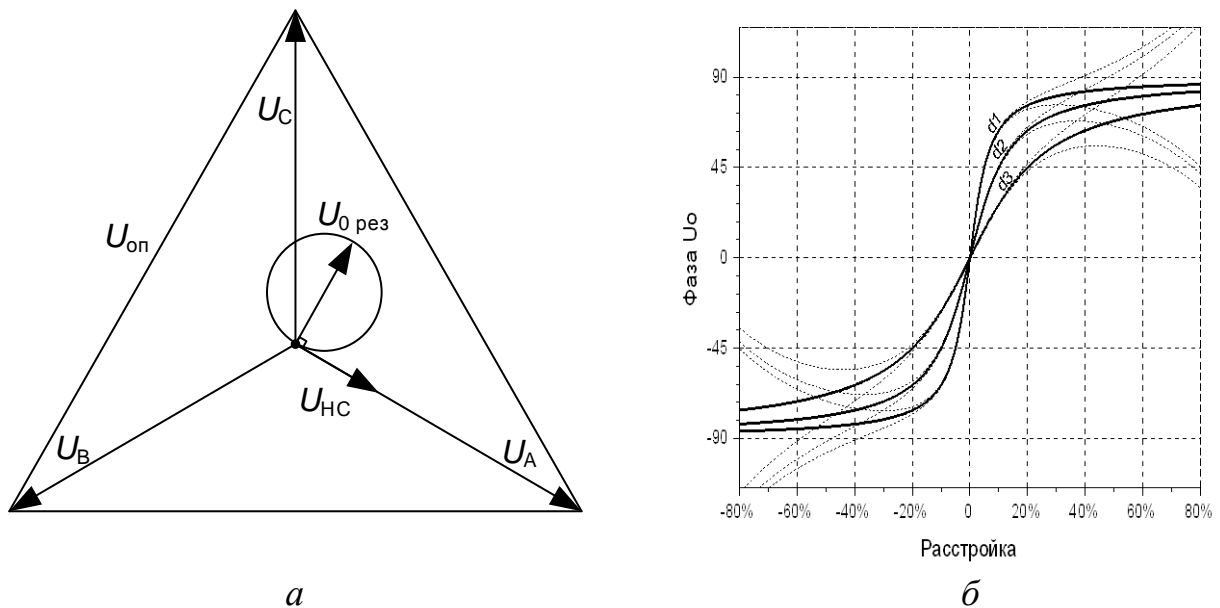 U_C
U_оп
U_0 рез
U_НС
U_B
U_A
а
Фаза Uo
90
45
0
-45
-90
d1
d2
d3
-80%
-60%
-40%
-20%
0
20%
40%
60%
80%
Расстройка
б